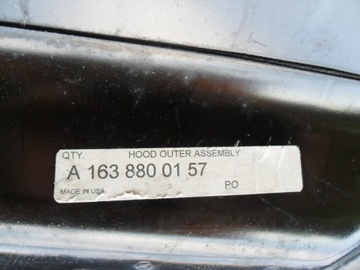 QTY. HOOD OUTER ASSEMBLY
A 163 880 01 57
MADE IN USA PO